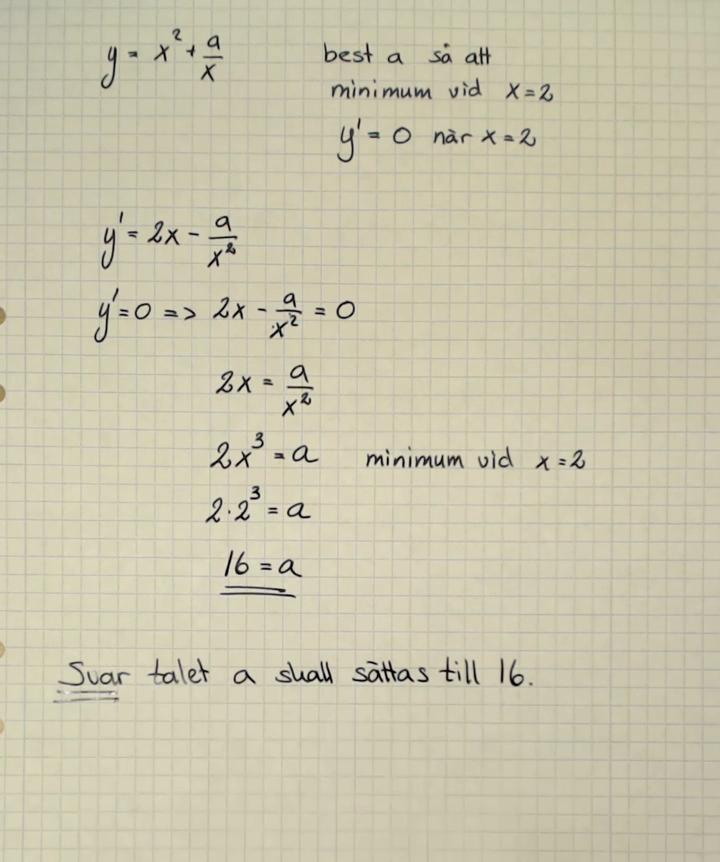 y = x² + a/x
best a så att
minimum vid x=2
y' = 0 när x=2
y' = 2x - a/x²
y'=0 => 2x - a/x² = 0
2x = a/x²
2x³ = a minimum vid x=2
2·2³ = a
16 = a
Svar talet a skall sättas till 16.